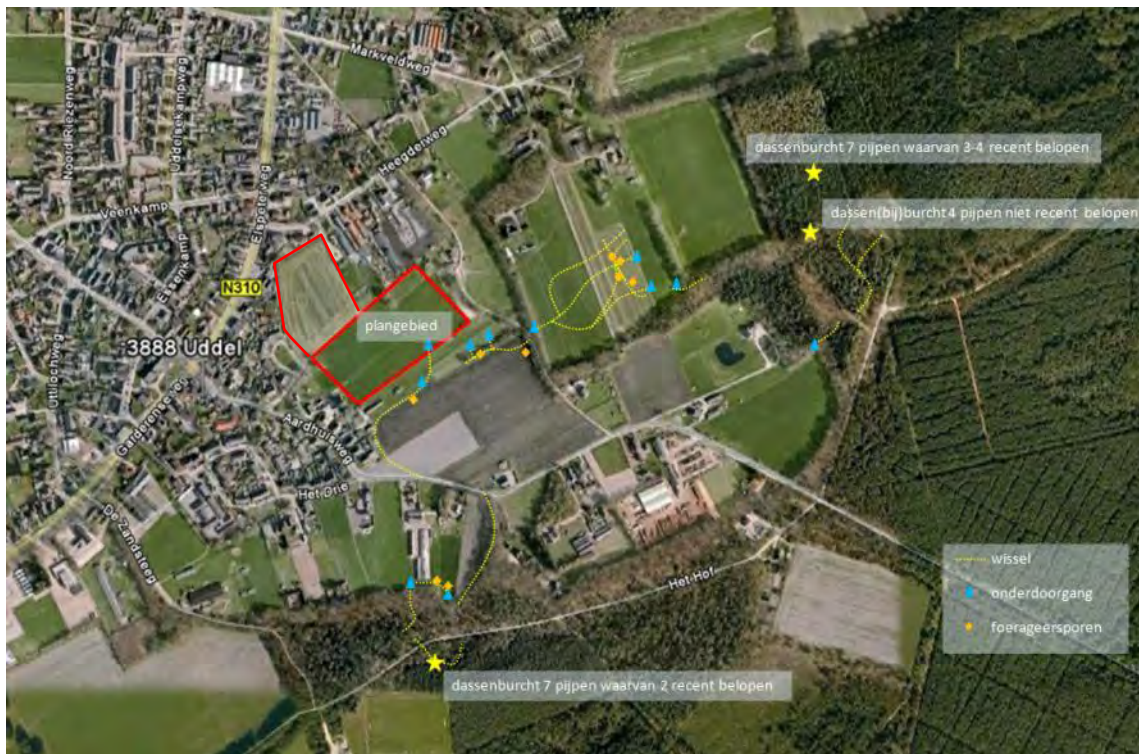 Markveldweg
Noord Riezenweg
Uddelsekampweg
dassenburcht 7 pijpen waarvan 3-4 recent belopen
Heegderweg
Elspeterweg
Veenkamp
dassen(bij)burcht 4 pijpen niet recent belopen
Elsenkamp
N310
plangebied
3888 Uddel
Uttilochweg
Garderenseweg
Aardhuisweg
Het Drie
De Zandsteeg
wissel
Het Hof
onderdoorgang
foerageersporen
dassenburcht 7 pijpen waarvan 2 recent belopen